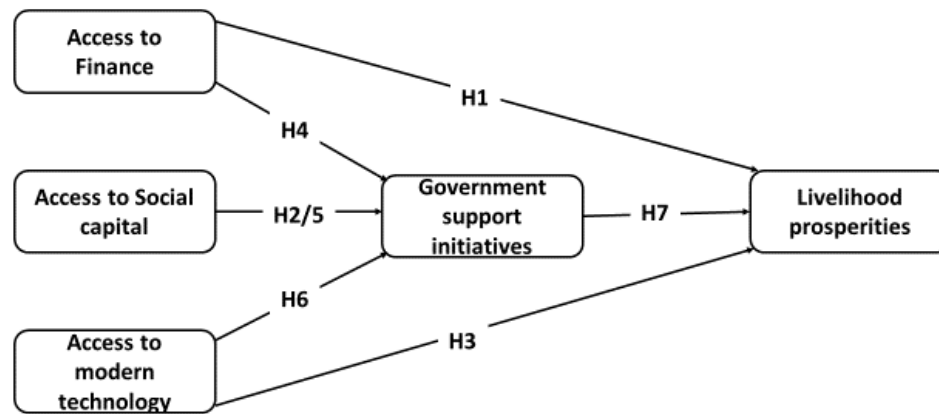 Access to
Finance
H1
H4
Access to Social
capital
H2/5
Government
support
initiatives
H7
Livelihood
prosperities
H6
H3
Access to
modern
technology